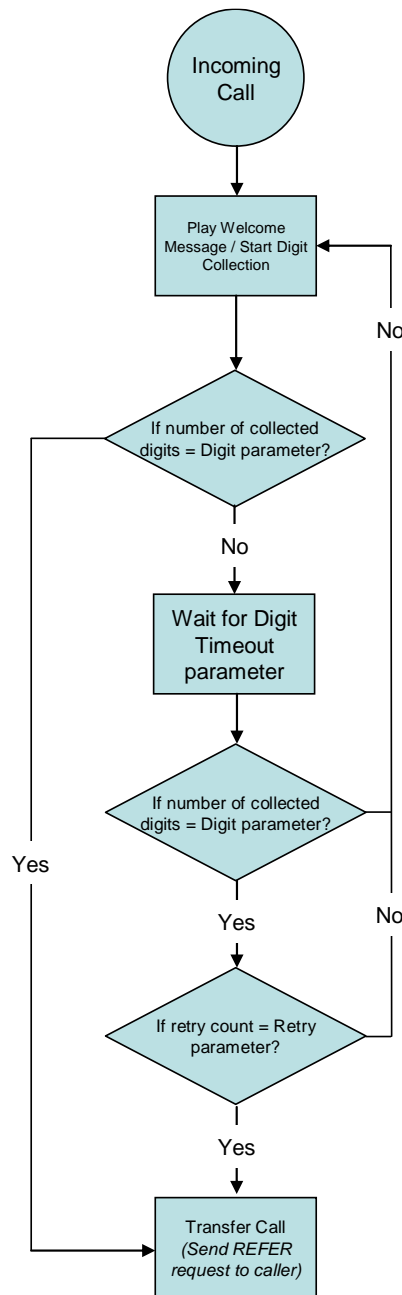 Incoming
Call
Play Welcome
Message / Start Digit
Collection
No
If number of collected
digits = Digit parameter?
No
Wait for Digit
Timeout
parameter
If number of collected
digits = Digit parameter?
Yes
Yes
No
If retry count = Retry
parameter?
Yes
Transfer Call
(Send REFER
request to caller)